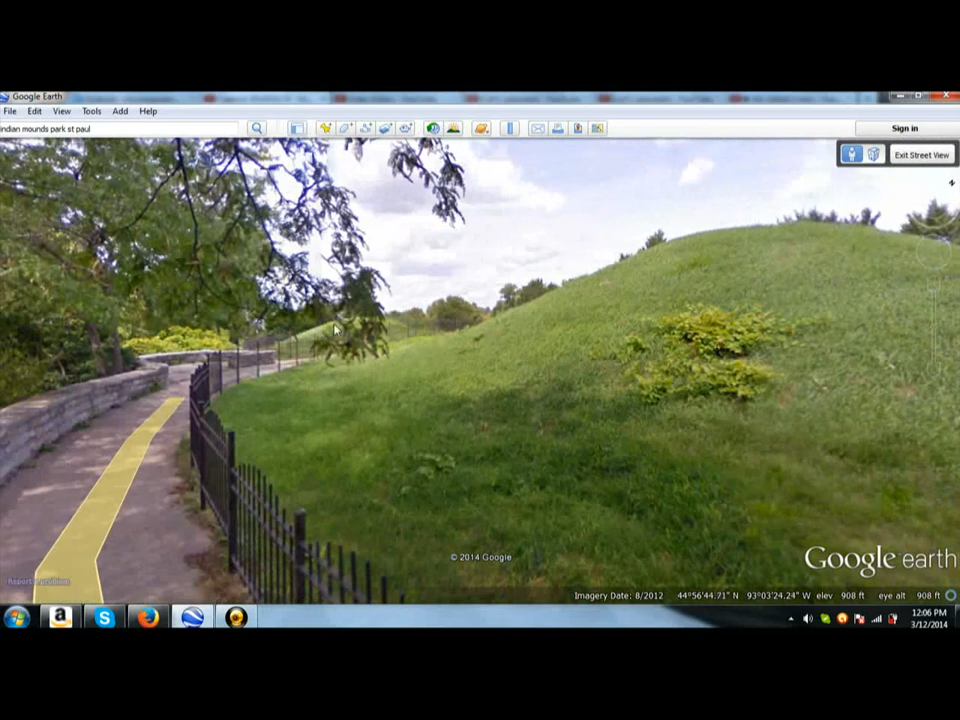 Google Earth
File Edit View Tools Add Help
indian mounds park st paul
Sign in
Exit Street View
© 2014 Google
Google earth
Report a problem
Imagery Date: 8/2012 44°56'44.71" N 93°03'24.24" W elev 908 ft eye alt 908 ft
12:06 PM
3/12/2014